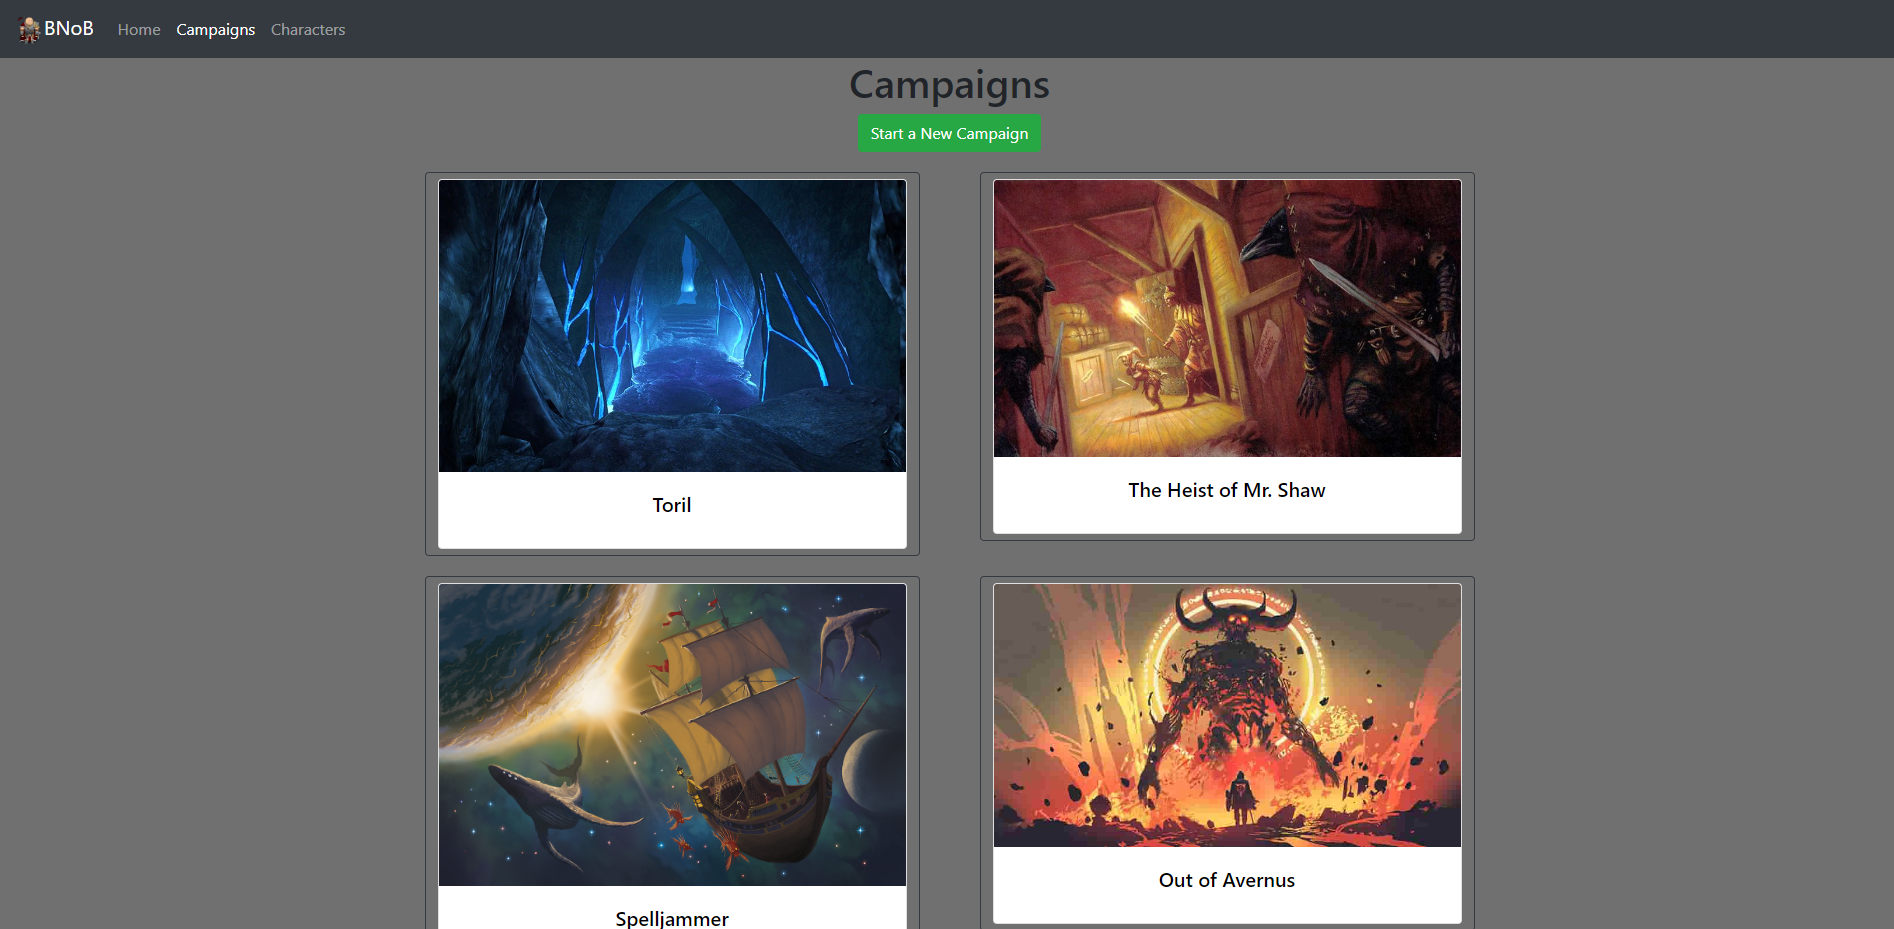 BNoB Home Campaigns Characters
Campaigns
Start a New Campaign
Toril
The Heist of Mr. Shaw
Spelljammer
Out of Avernus